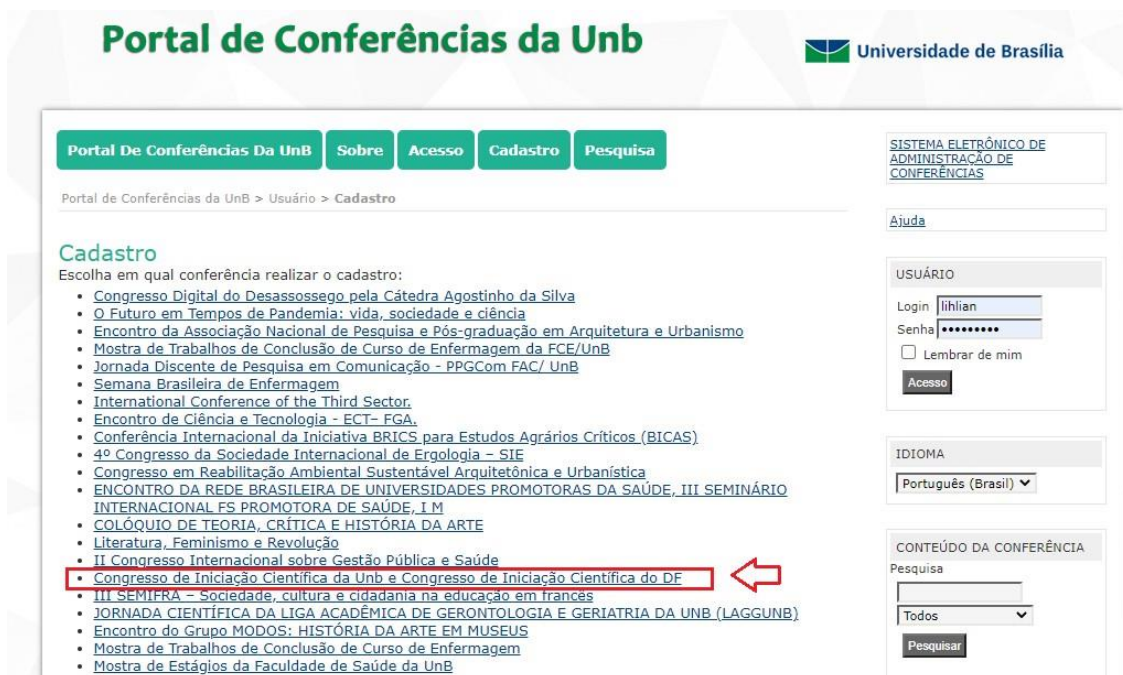 Portal de Conferências da Unb
Universidade de Brasília
Portal De Conferências Da UnB Sobre Acesso Cadastro Pesquisa
Portal de Conferências da UnB > Usuário > Cadastro
Cadastro
Escolha em qual conferência realizar o cadastro:
Congresso Digital do Desassossego pela Cátedra Agostinho da Silva
O Futuro em Tempos de Pandemia: vida, sociedade e ciência
Encontro da Associação Nacional de Pesquisa e Pós-graduação em Arquitetura e Urbanismo
Mostra de Trabalhos de Conclusão de Curso de Enfermagem da FCE/UnB
Jornada Discente de Pesquisa em Comunicação - PPGCom FAC/ UnB
Semana Brasileira de Enfermagem
International Conference of the Third Sector.
Encontro de Ciência e Tecnologia - ECT– FGA.
Conferência Internacional da Iniciativa BRICS para Estudos Agrários Críticos (BICAS)
4º Congresso da Sociedade Internacional de Ergologia – SIE
Congresso em Reabilitação Ambiental Sustentável Arquitetônica e Urbanística
ENCONTRO DA REDE BRASILEIRA DE UNIVERSIDADES PROMOTORAS DA SAÚDE, III SEMINÁRIO
INTERNACIONAL FS PROMOTORA DE SAÚDE, I M
COLÓQUIO DE TEORIA, CRÍTICA E HISTÓRIA DA ARTE
Literatura, Feminismo e Revolução
II Congresso Internacional sobre Gestão Pública e Saúde
Congresso de Iniciação Científica da Unb e Congresso de Iniciação Científica do DF
III SEMIFRA – Sociedade, cultura e cidadania na educação em francês
JORNADA CIENTÍFICA DA LIGA ACADÊMICA DE GERONTOLOGIA E GERIATRIA DA UNB (LAGGUNB)
Encontro do Grupo MODOS: HISTÓRIA DA ARTE EM MUSEUS
Mostra de Trabalhos de Conclusão de Curso de Enfermagem
Mostra de Estágios da Faculdade de Saúde da UnB
SISTEMA ELETRÔNICO DE
ADMINISTRAÇÃO DE
CONFERÊNCIAS
Ajuda
USUÁRIO
Login lihlian
Senha •••••••••
Lembrar de mim
Acesso
IDIOMA
Português (Brasil)
CONTEÚDO DA CONFERÊNCIA
Pesquisa
Todos
Pesquisar